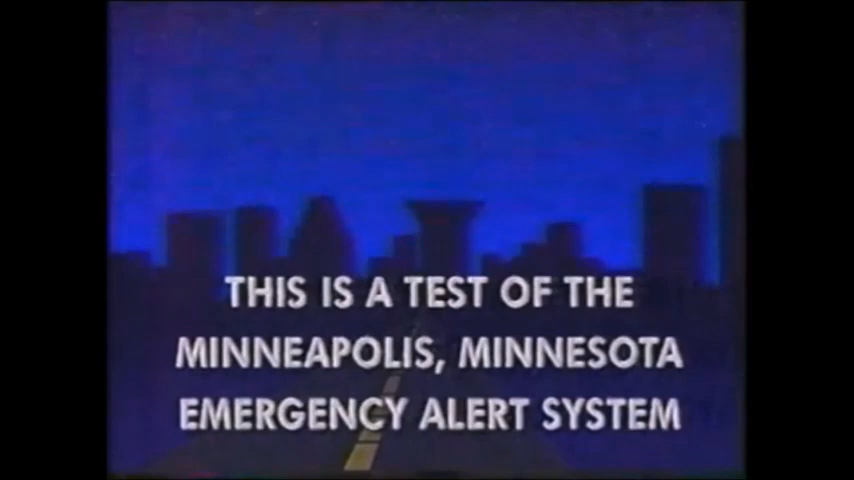 THIS IS A TEST OF THE
MINNEAPOLIS, MINNESOTA
EMERGENCY ALERT SYSTEM